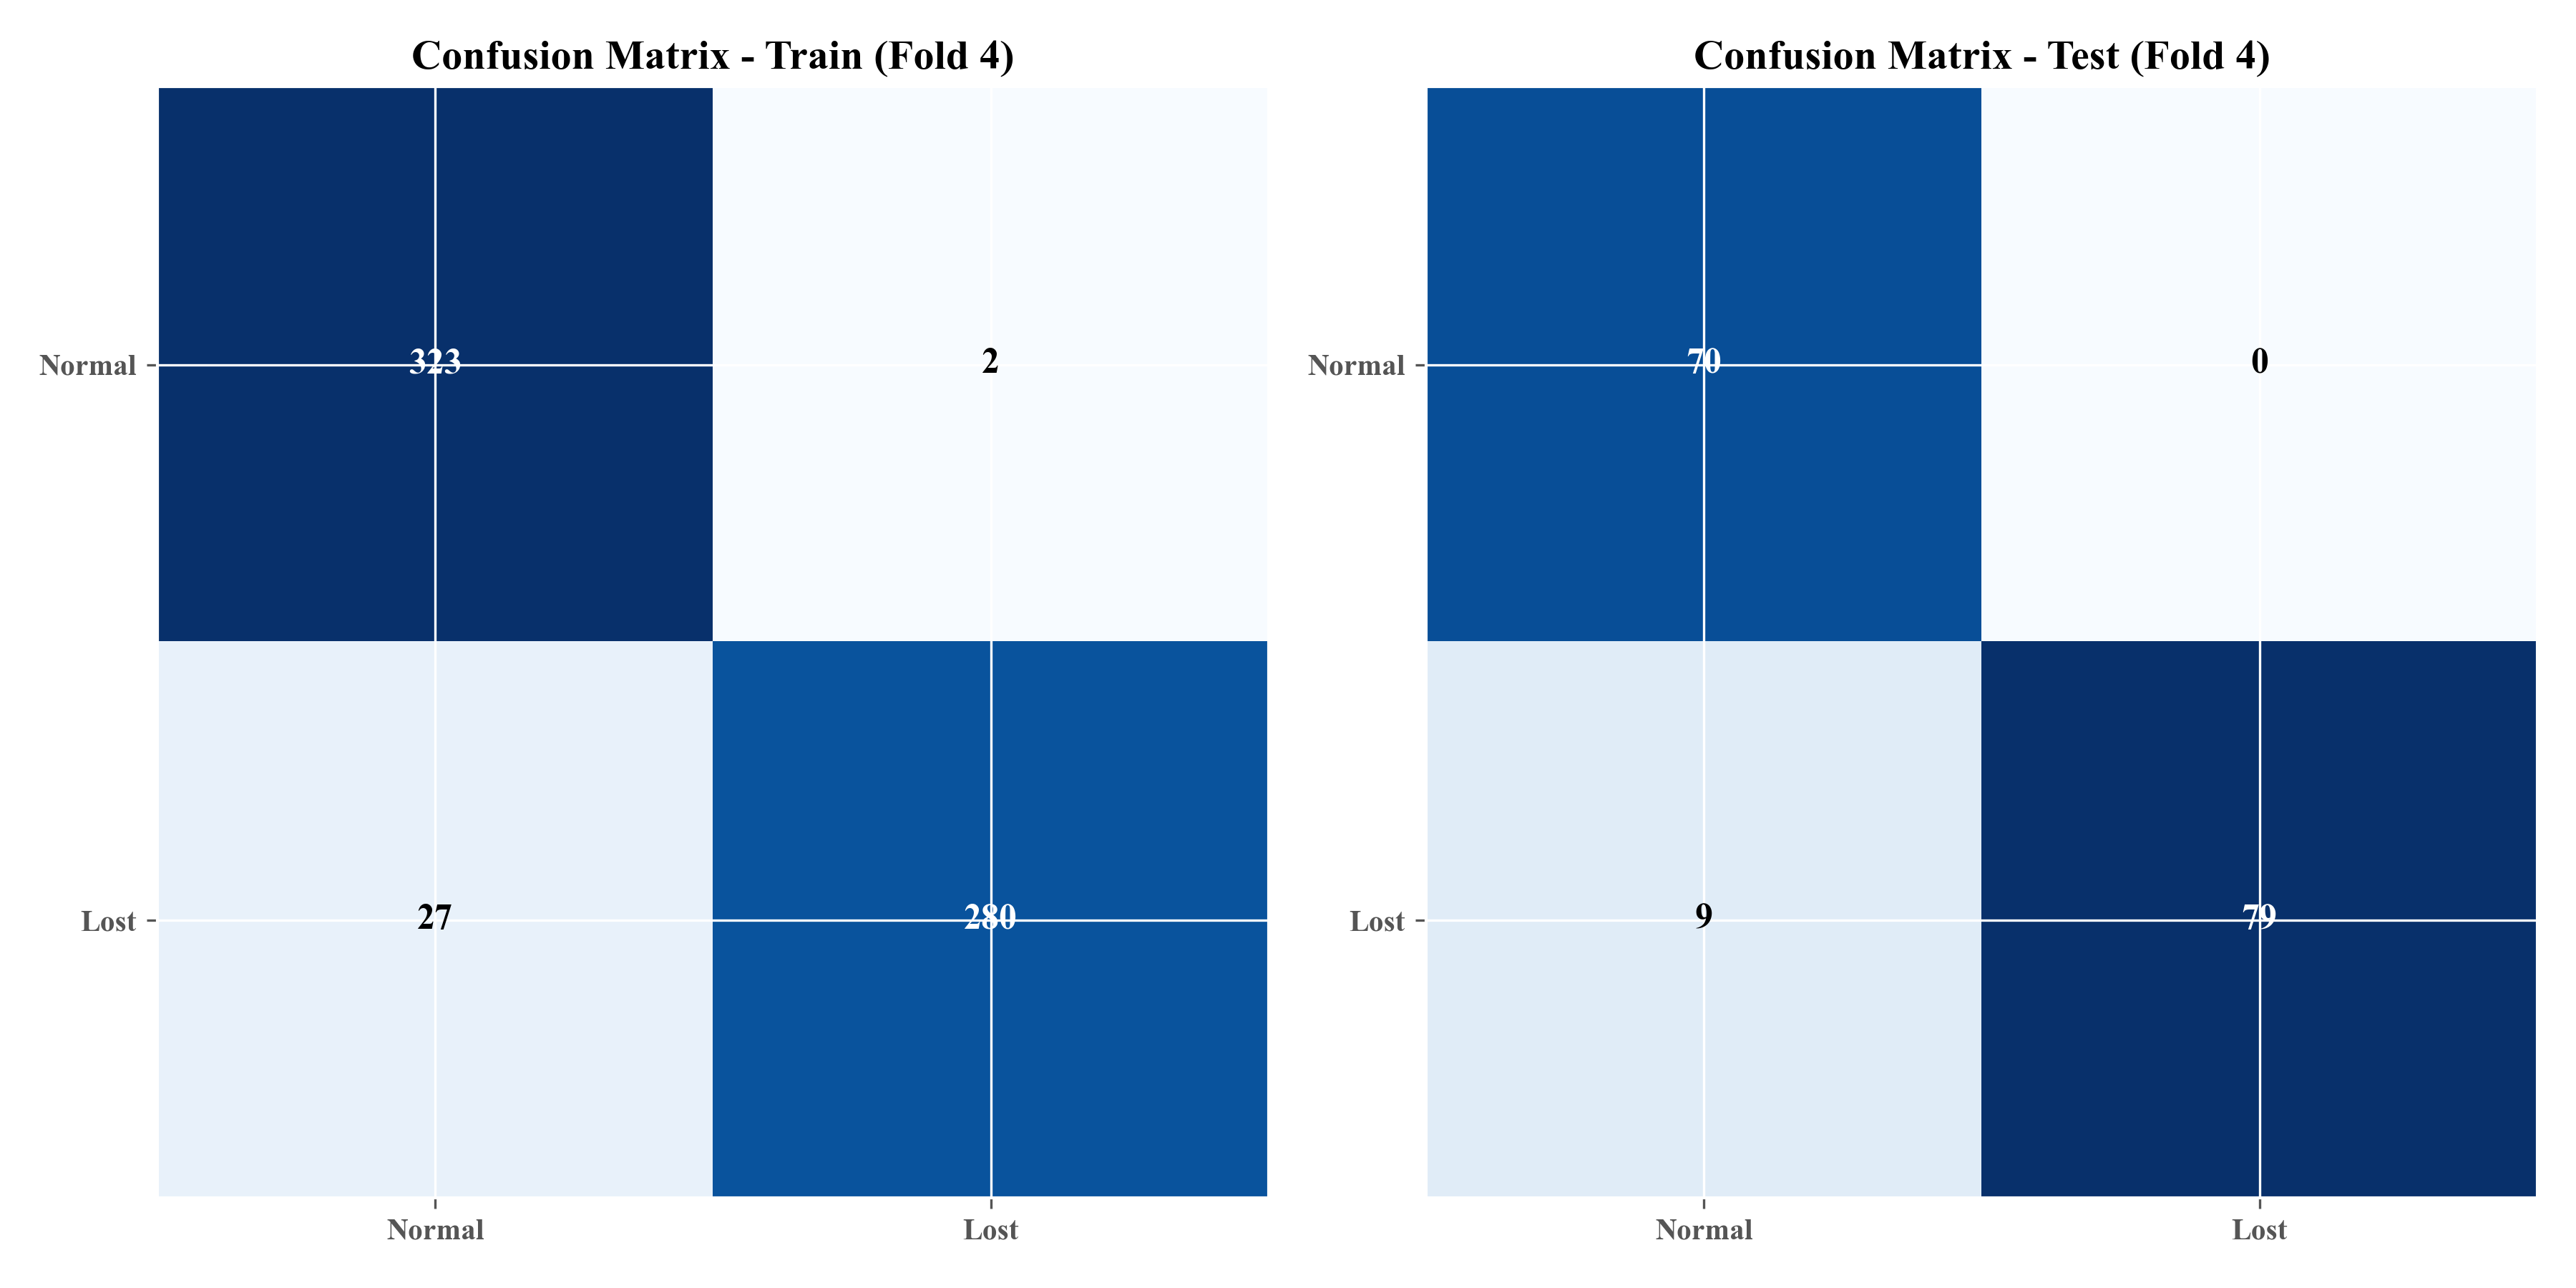 Confusion Matrix - Train (Fold 4)
Normal
323
2
Lost
27
280
Normal
Lost
Confusion Matrix - Test (Fold 4)
Normal
70
0
Lost
9
79
Normal
Lost